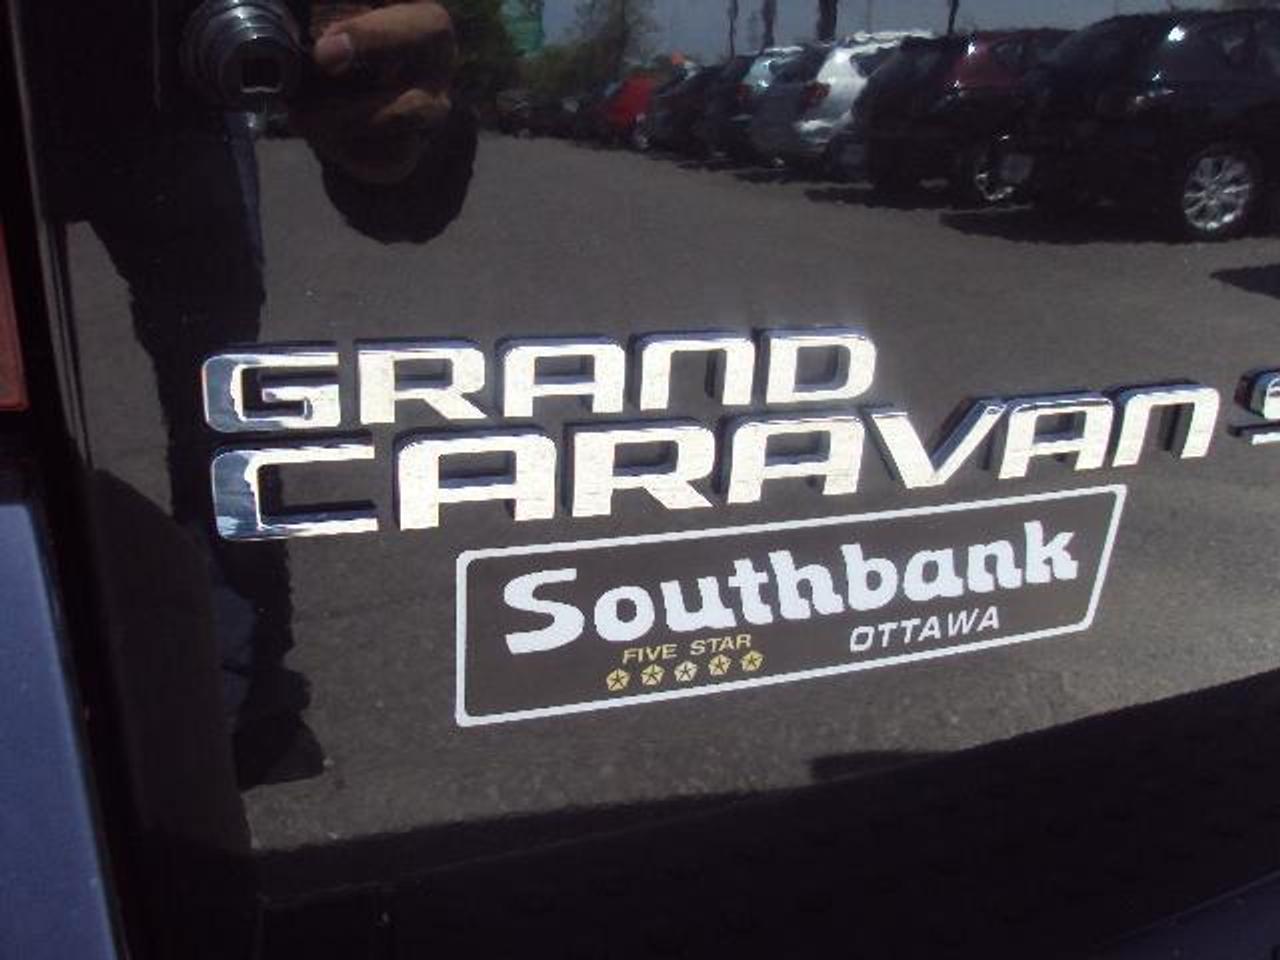 GRAND
CARAVAN S
Southbank
FIVE STAR
OTTAWA